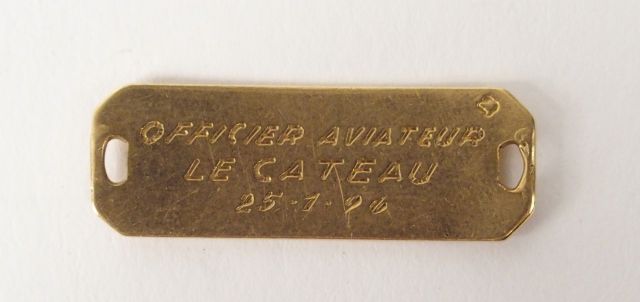 OFFICIER AVIATEUR
LE CATEAU
25-1-96